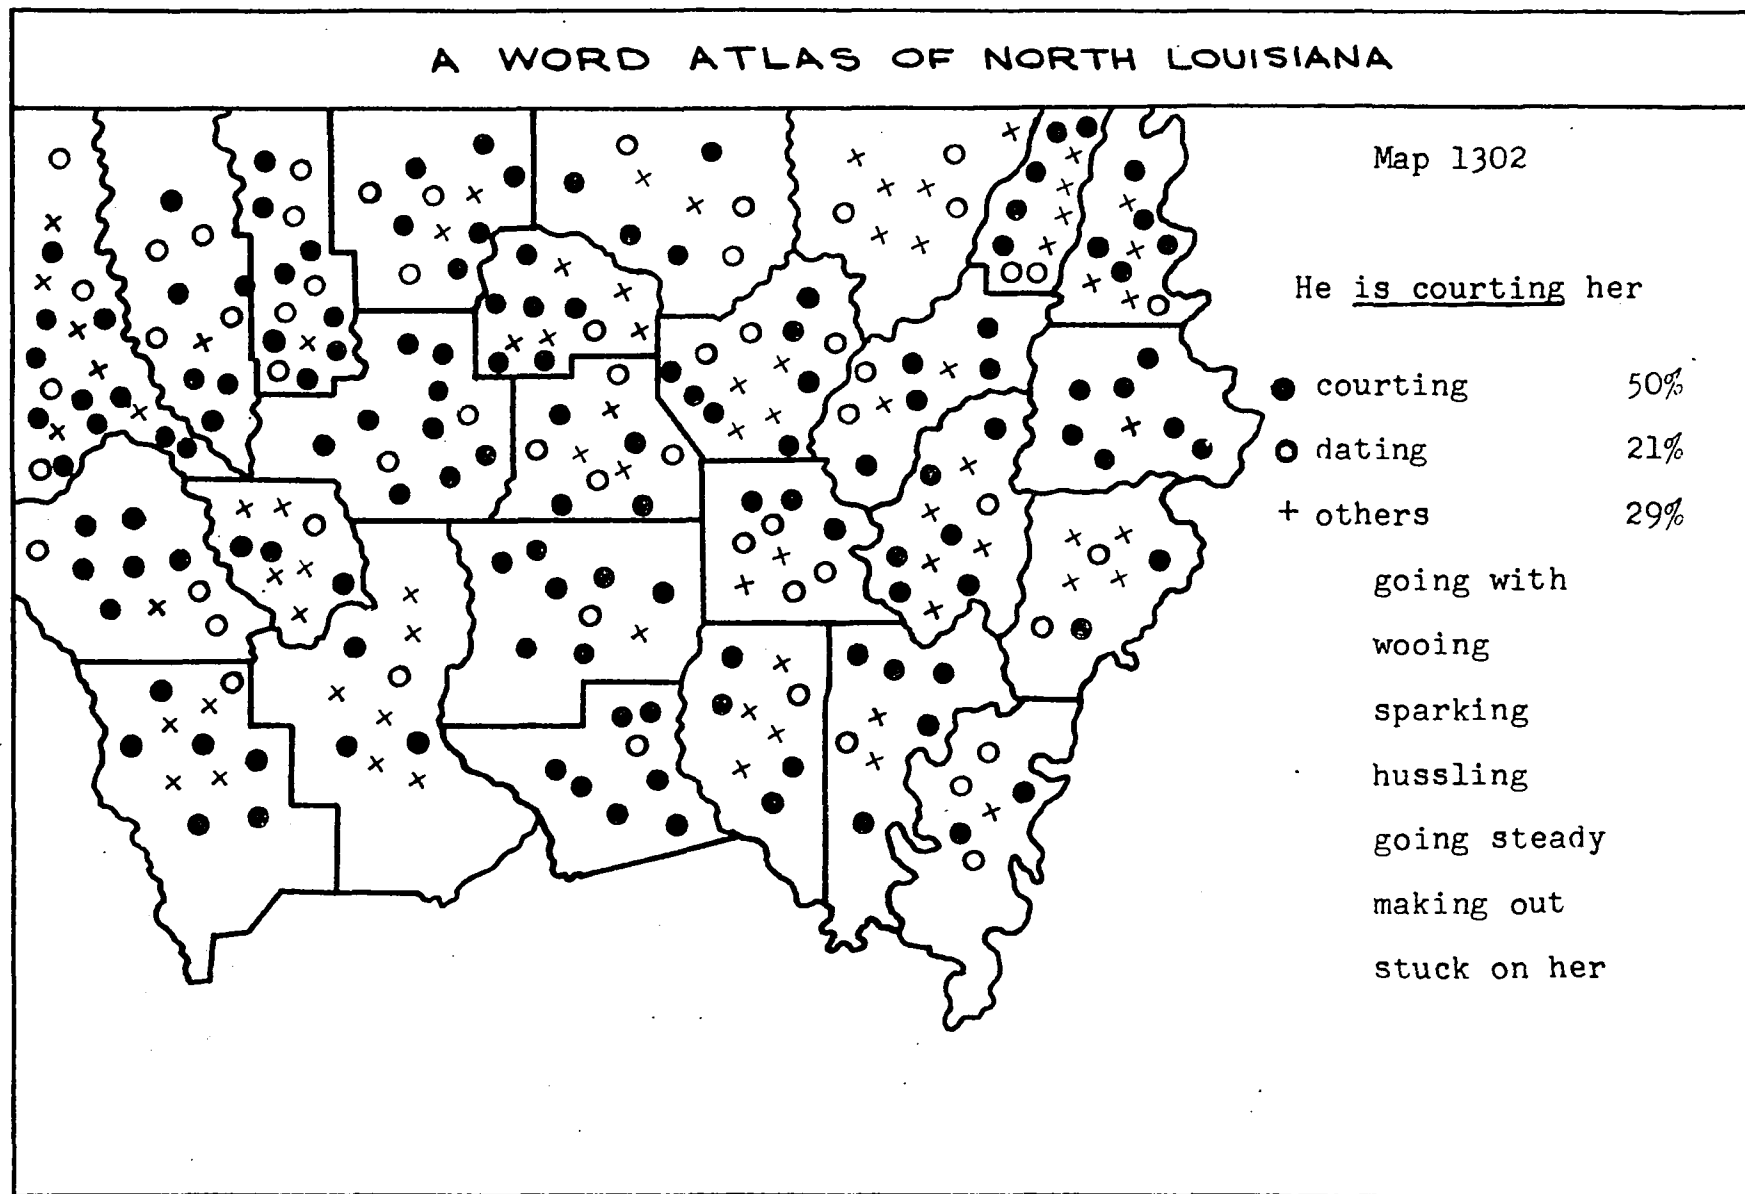 A WORD ATLAS OF NORTH LOUISIANA
Map 1302
He is courting her
courting 50%
dating 21%
+ others 29%
going with
wooing
sparking
hussling
going steady
making out
stuck on her